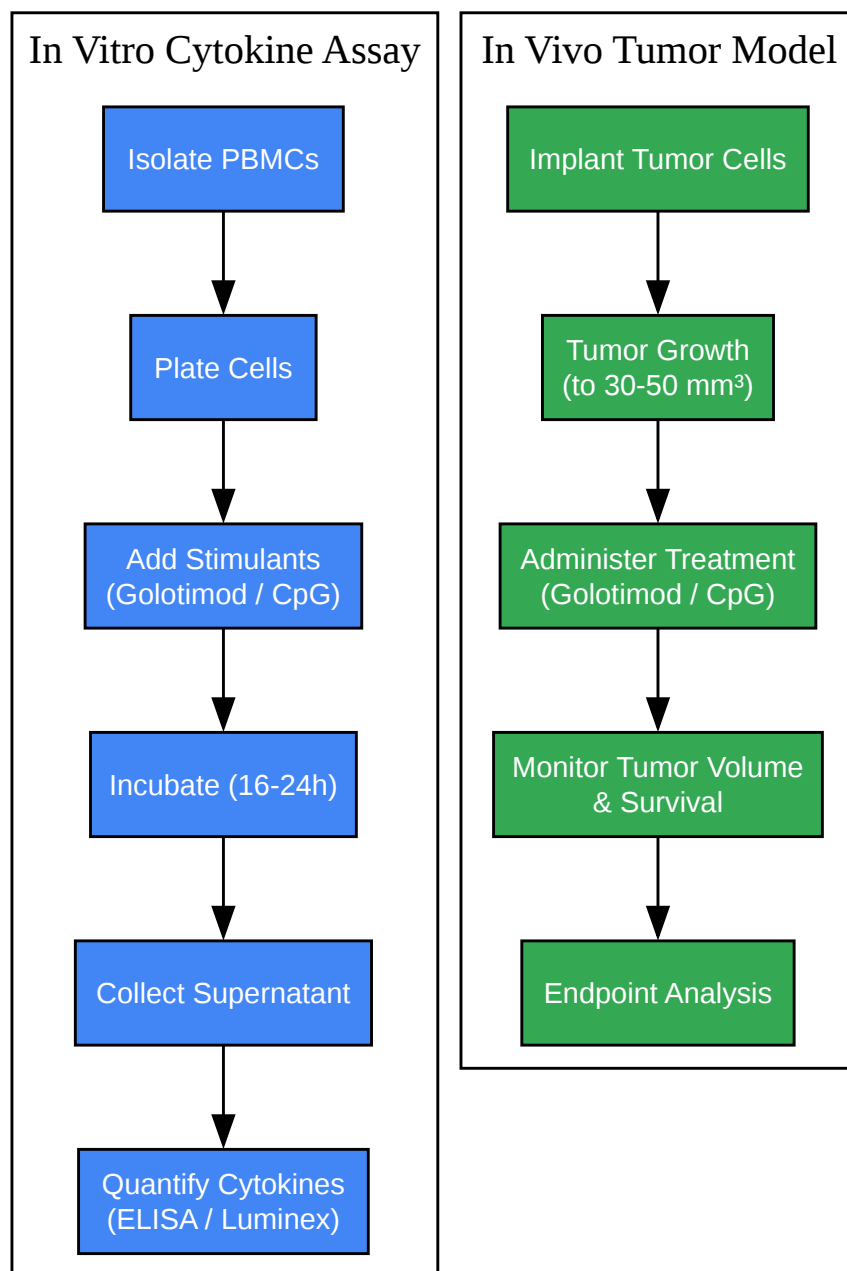 In Vitro Cytokine Assay
Isolate PBMCs
Plate Cells
Add Stimulants
(Golotimod / CpG)
Incubate (16-24h)
Collect Supernatant
Quantify Cytokines
(ELISA / Luminex)
In Vivo Tumor Model
Implant Tumor Cells
Tumor Growth
(to 30-50 mm³)
Administer Treatment
(Golotimod / CpG)
Monitor Tumor Volume
& Survival
Endpoint Analysis